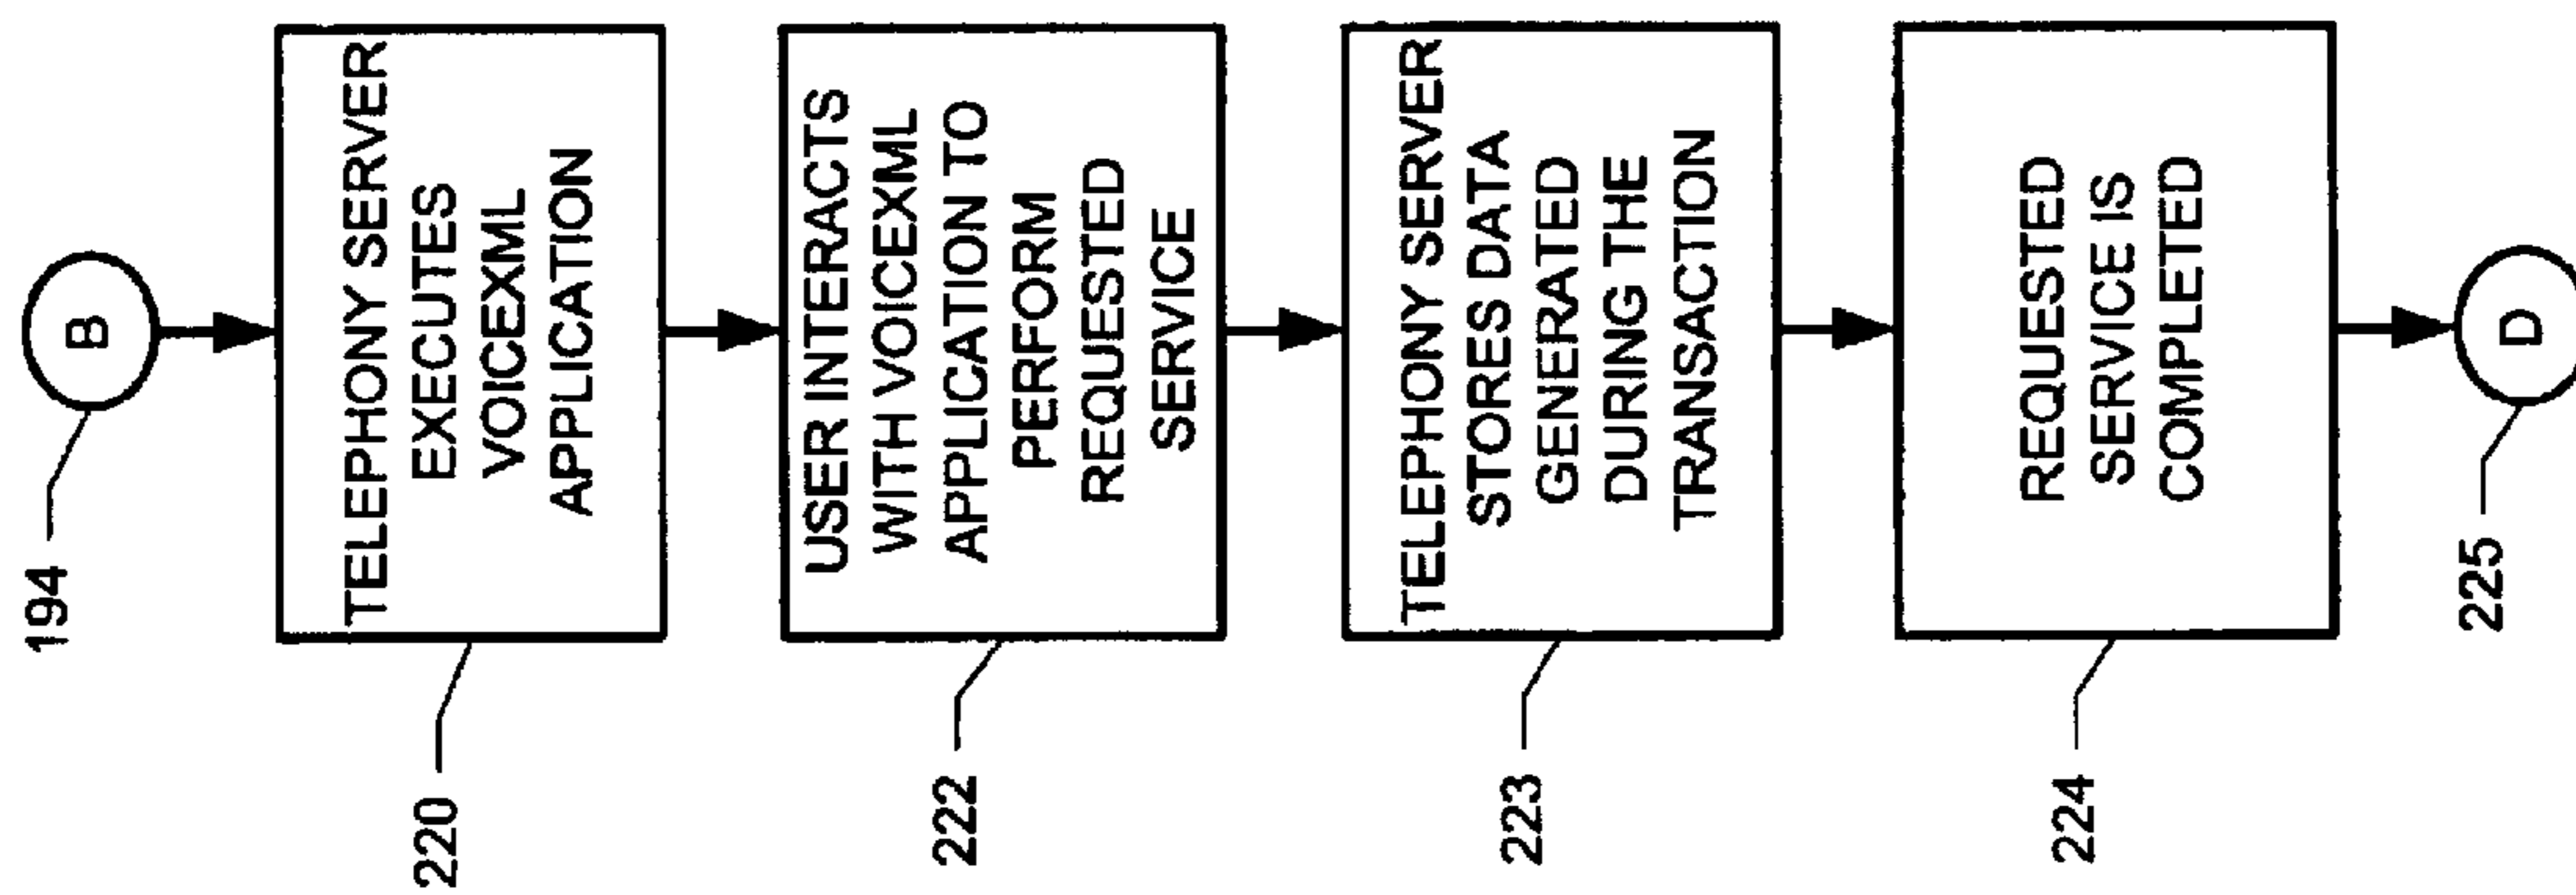 194
B
TELEPHONY SERVER
EXECUTES
VOICEXML
APPLICATION
220
USER INTERACTS
WITH VOICEXML
APPLICATION TO
PERFORM
REQUESTED
SERVICE
222
TELEPHONY SERVER
STORES DATA
GENERATED
DURING THE
TRANSACTION
223
REQUESTED
SERVICE IS
COMPLETED
224
225
D